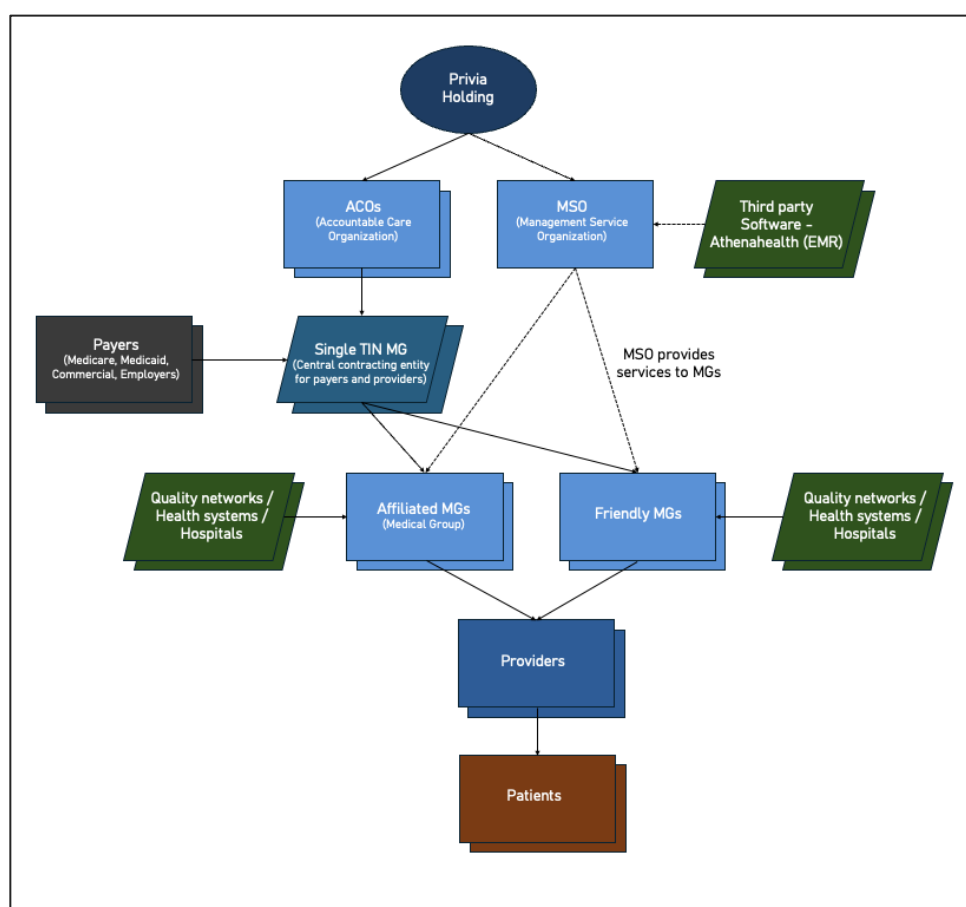 Privia
Holding
ACOs
(Accountable Care
Organization)
MSO
(Management Service
Organization)
Third party
Software –
Athenahealth (EMR)
Payers
(Medicare, Medicaid,
Commercial, Employers)
Single TIN MG
(Central contracting entity
for payers and providers)
MSO provides
services to MGs
Quality networks /
Health systems /
Hospitals
Affiliated MGs
(Medical Group)
Friendly MGs
Quality networks /
Health systems /
Hospitals
Providers
Patients